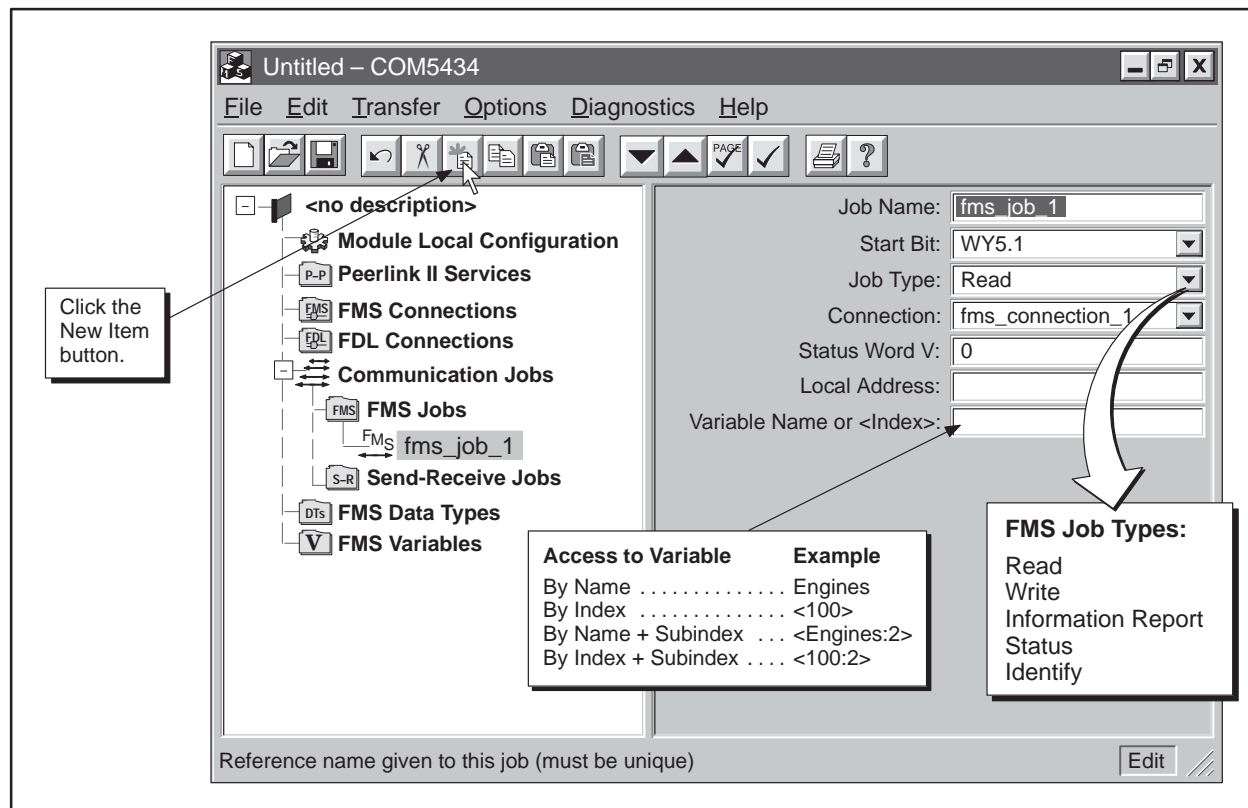 Untitled – COM5434
File Edit Transfer Options Diagnostics Help
PAGE
<no description>
Module Local Configuration
P–P Peerlink II Services
FMS FMS Connections
FDL FDL Connections
Communication Jobs
FMS FMS Jobs
FMS fms_job_1
S–R Send-Receive Jobs
DTs FMS Data Types
V FMS Variables
Click the
New Item
button.
Job Name: fms_job_1
Start Bit: WY5.1
Job Type: Read
Connection: fms_connection_1
Status Word V: 0
Local Address:
Variable Name or <Index>:
Access to Variable Example
By Name . . . . . . . . . . . . . . Engines
By Index . . . . . . . . . . . . . . <100>
By Name + Subindex . . . <Engines:2>
By Index + Subindex . . . . <100:2>
FMS Job Types:
Read
Write
Information Report
Status
Identify
Reference name given to this job (must be unique)
Edit